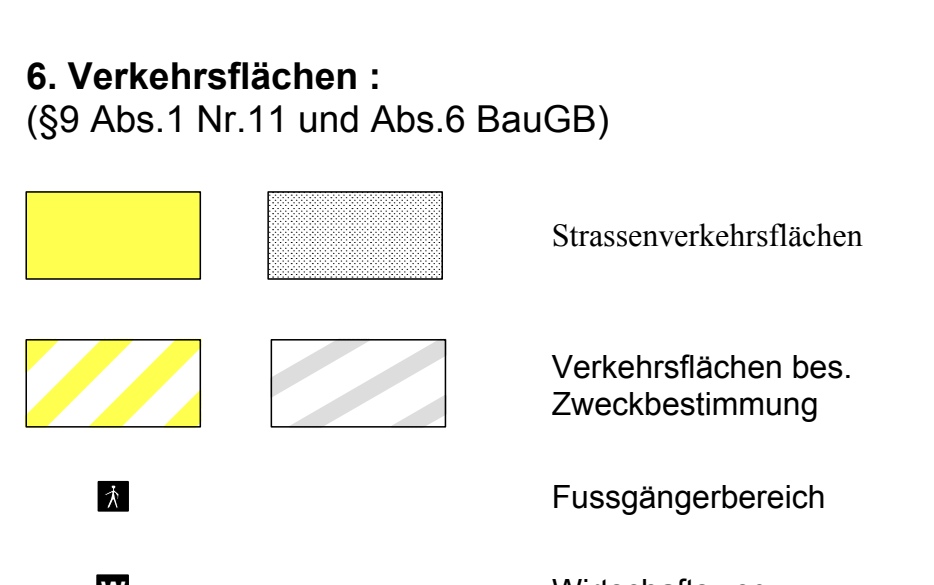 6. Verkehrsflächen :
(§9 Abs.1 Nr.11 und Abs.6 BauGB)
Strassenverkehrsflächen
Verkehrsflächen bes.
Zweckbestimmung
Fussgängerbereich